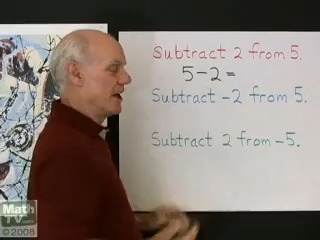 Subtract 2 from 5.
5-2=
Subtract -2 from 5.
Subtract 2 from -5.
Math
TV
© 2008